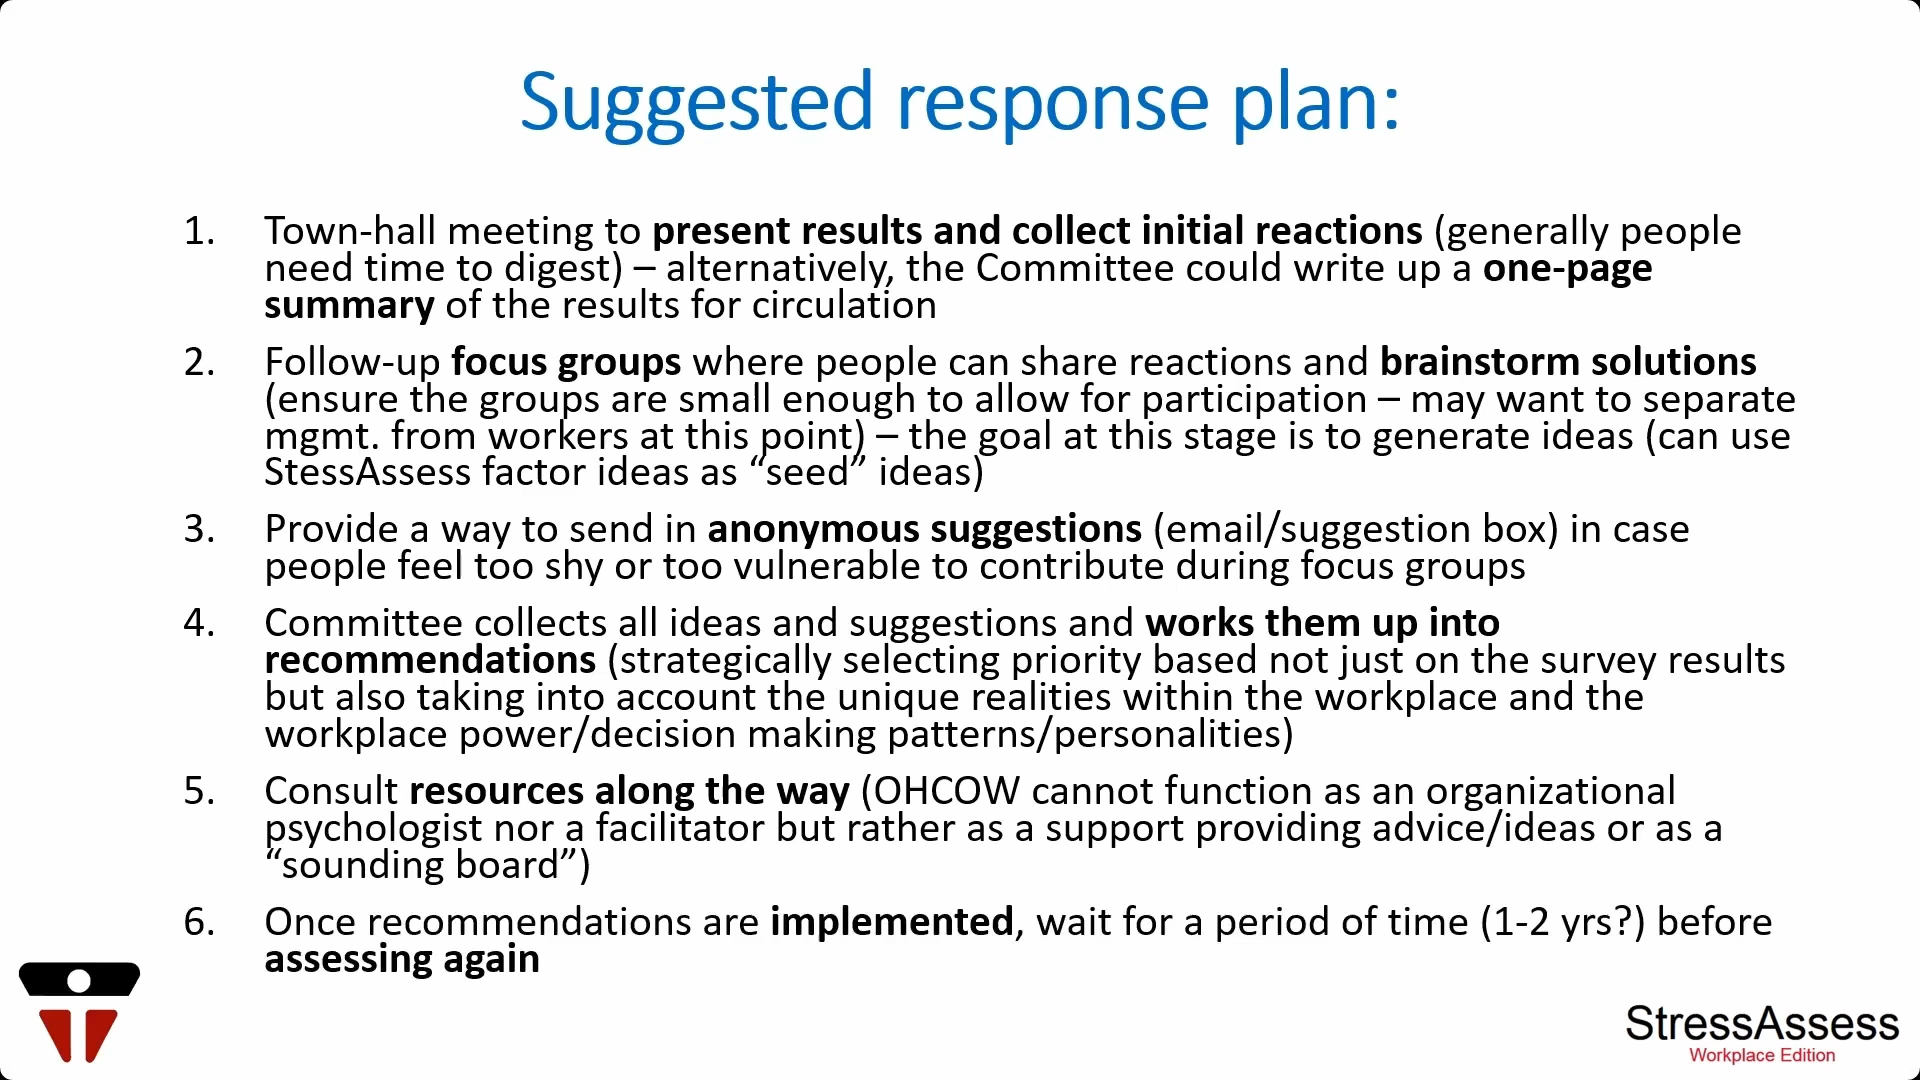 Suggested response plan:
1. Town-hall meeting to present results and collect initial reactions (generally people
need time to digest) – alternatively, the Committee could write up a one-page
summary of the results for circulation
2. Follow-up focus groups where people can share reactions and brainstorm solutions
(ensure the groups are small enough to allow for participation – may want to separate
mgmt. from workers at this point) – the goal at this stage is to generate ideas (can use
StessAssess factor ideas as “seed” ideas)
3. Provide a way to send in anonymous suggestions (email/suggestion box) in case
people feel too shy or too vulnerable to contribute during focus groups
4. Committee collects all ideas and suggestions and works them up into
recommendations (strategically selecting priority based not just on the survey results
but also taking into account the unique realities within the workplace and the
workplace power/decision making patterns/personalities)
5. Consult resources along the way (OHCOW cannot function as an organizational
psychologist nor a facilitator but rather as a support providing advice/ideas or as a
“sounding board”)
6. Once recommendations are implemented, wait for a period of time (1-2 yrs?) before
assessing again
StressAssess
Workplace Edition